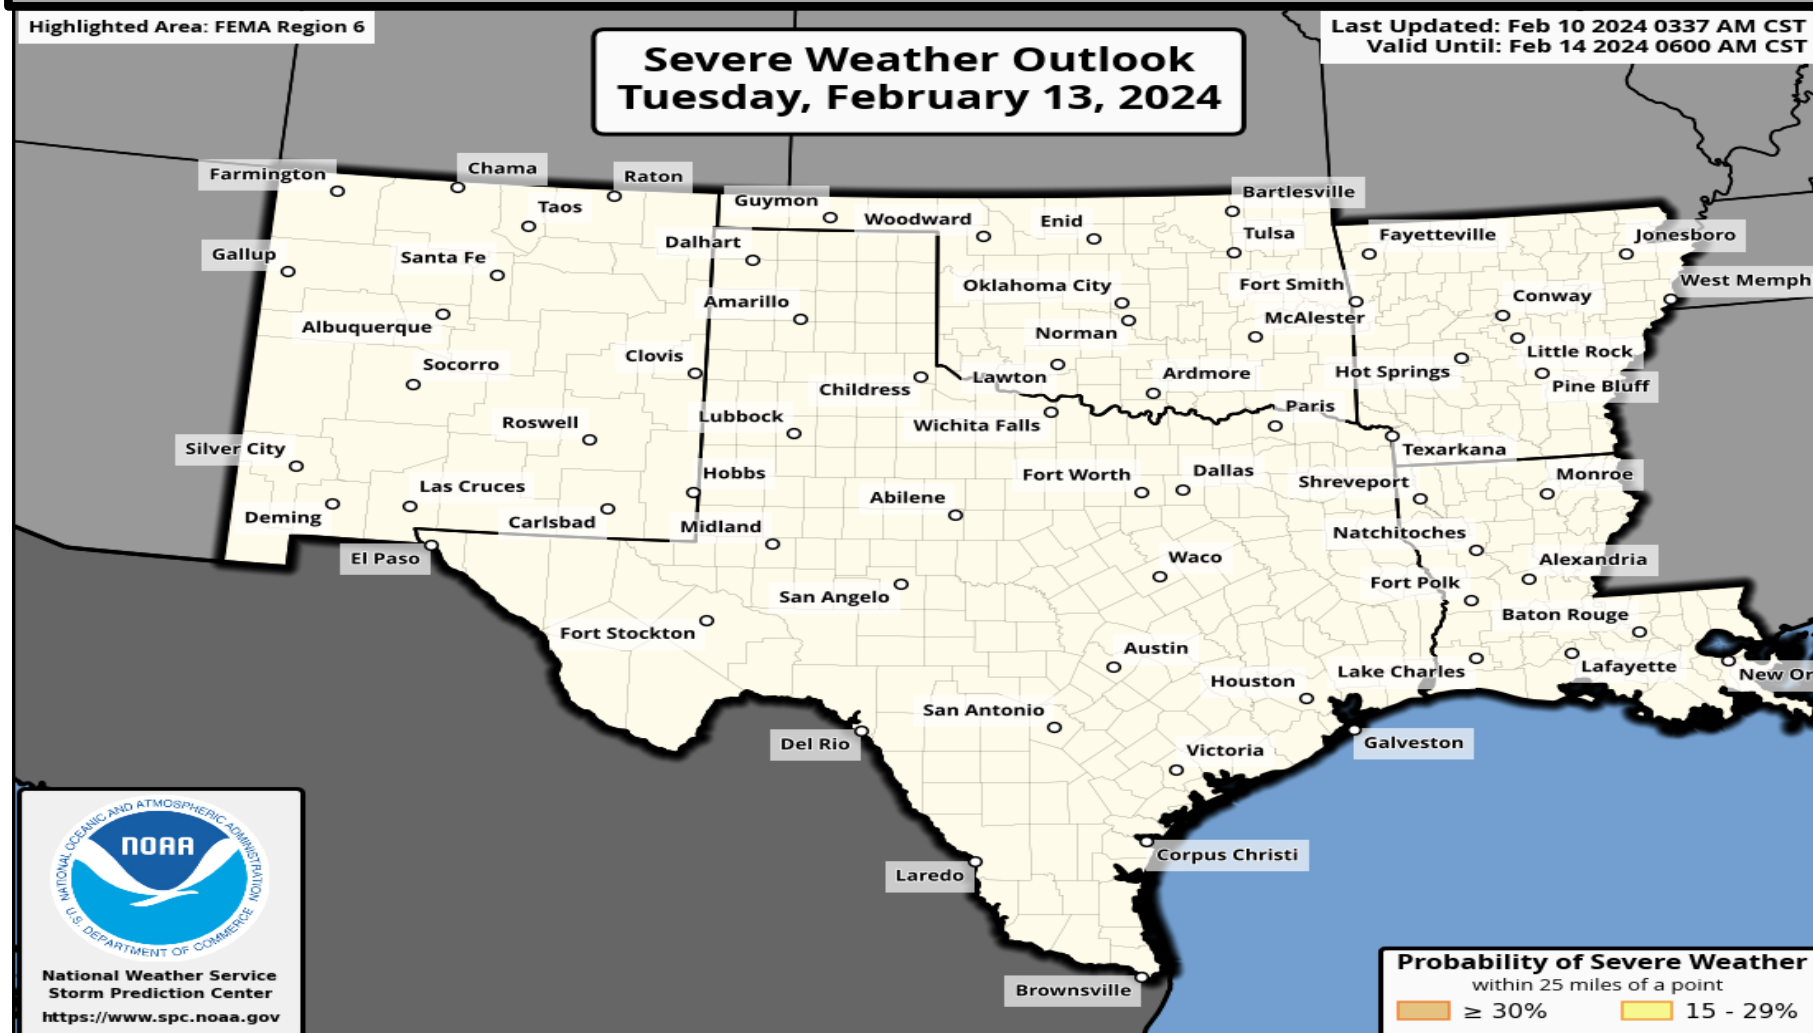 Highlighted Area: FEMA Region 6
Severe Weather Outlook
Tuesday, February 13, 2024
Last Updated: Feb 10 2024 0337 AM CST
Valid Until: Feb 14 2024 0600 AM CST
Farmington
Chama
Raton
Taos
Guymon
Woodward
Enid
Bartlesville
Tulsa
Fayetteville
Jonesboro
Gallup
Santa Fe
Dalhart
Oklahoma City
Fort Smith
Conway
West Memph
Albuquerque
Amarillo
Norman
McAlester
Little Rock
Socorro
Clovis
Childress
Lawton
Ardmore
Hot Springs
Pine Bluff
Roswell
Lubbock
Wichita Falls
Paris
Texarkana
Silver City
Las Cruces
Hobbs
Abilene
Fort Worth
Dallas
Shreveport
Monroe
Deming
Carlsbad
Midland
Natchitoches
El Paso
Waco
Alexandria
San Angelo
Fort Polk
Fort Stockton
Baton Rouge
Austin
Lake Charles
Lafayette
New Or
Houston
San Antonio
Del Rio
Victoria
Galveston
Corpus Christi
Laredo
Brownsville
NATIONAL OCEANIC AND ATMOSPHERIC ADMINISTRATION
NOAA
U.S. DEPARTMENT OF COMMERCE
National Weather Service
Storm Prediction Center
https://www.spc.noaa.gov
Probability of Severe Weather
within 25 miles of a point
≥ 30%
15 - 29%